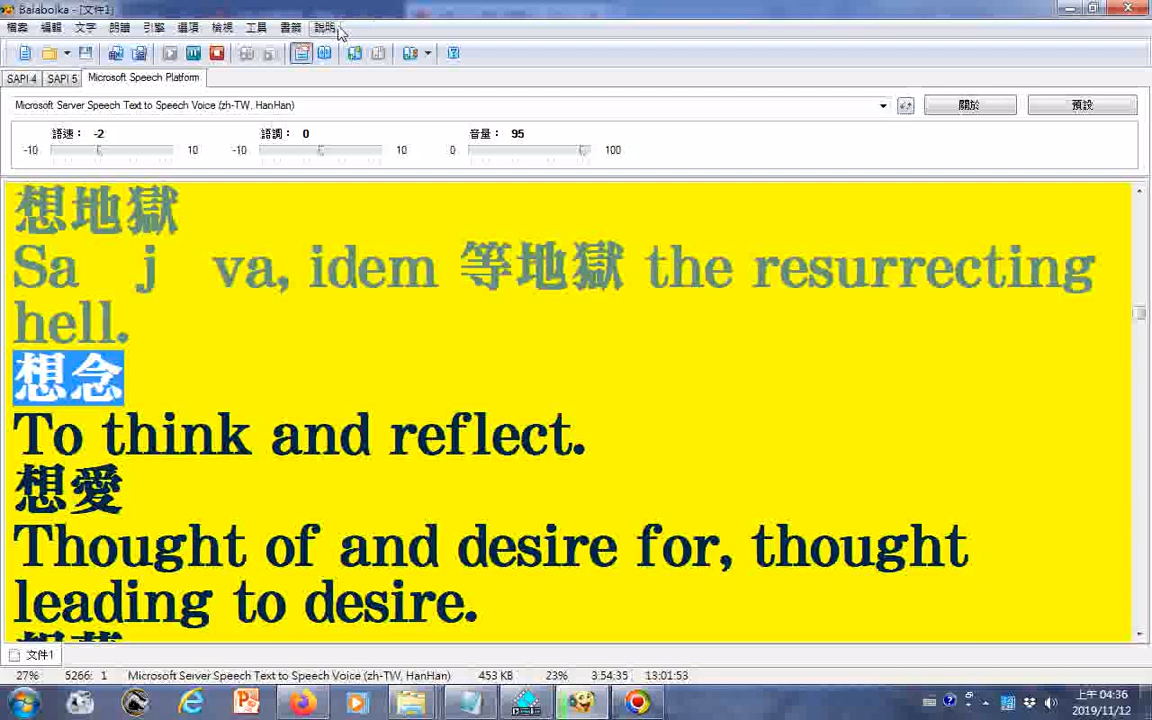 Balabolka - [文件1]
檔案 編輯 文字 朗讀 引擎 選項 檢視 工具 書籤 說明
SAPI 4 SAPI 5 Microsoft Speech Platform
Microsoft Server Speech Text to Speech Voice (zh-TW, HanHan) 關於 預設
語速： -2 語調： 0 音量： 95
-10 10 -10 10 0 100
想地獄
Sa j va, idem 等地獄 the resurrecting
hell.
想念
To think and reflect.
想愛
Thought of and desire for, thought
leading to desire.
文件1
27% 5266: 1 Microsoft Server Speech Text to Speech Voice (zh-TW, HanHan) 453 KB 23% 3:54:35 13:01:53
上午 04:36
2019/11/12